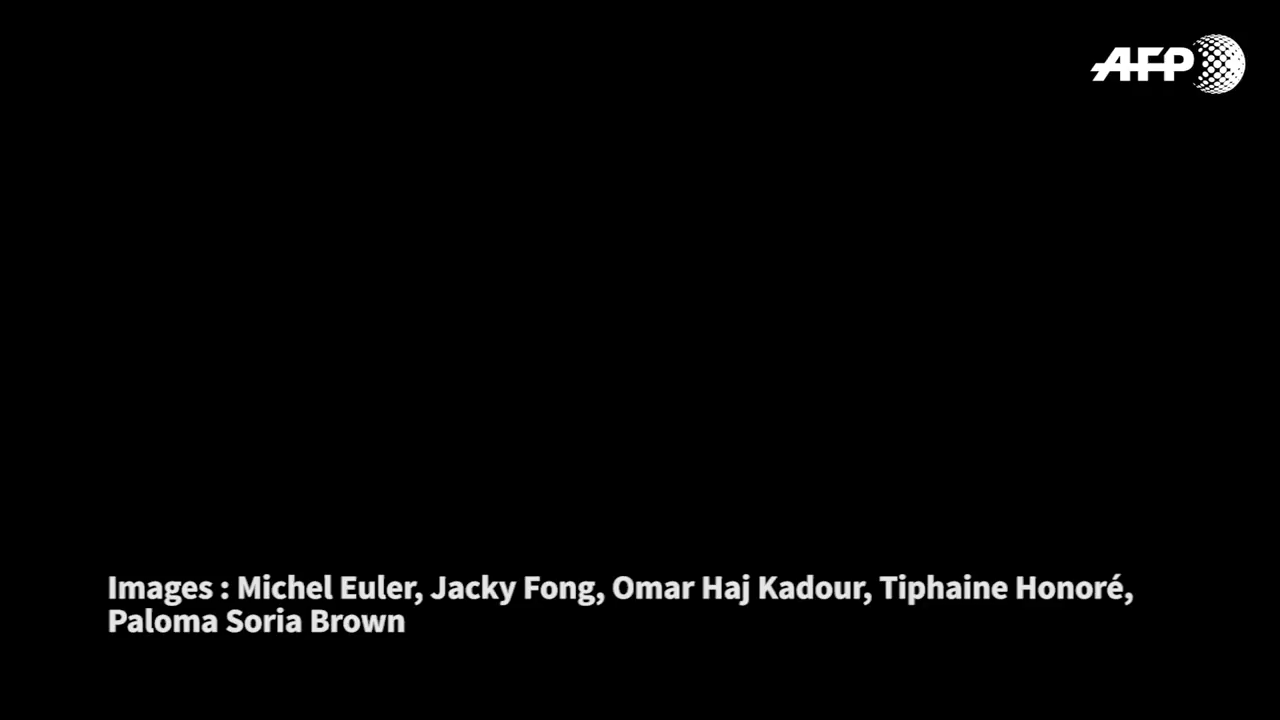 AFP
Images : Michel Euler, Jacky Fong, Omar Haj Kadour, Tiphaine Honoré,
Paloma Soria Brown